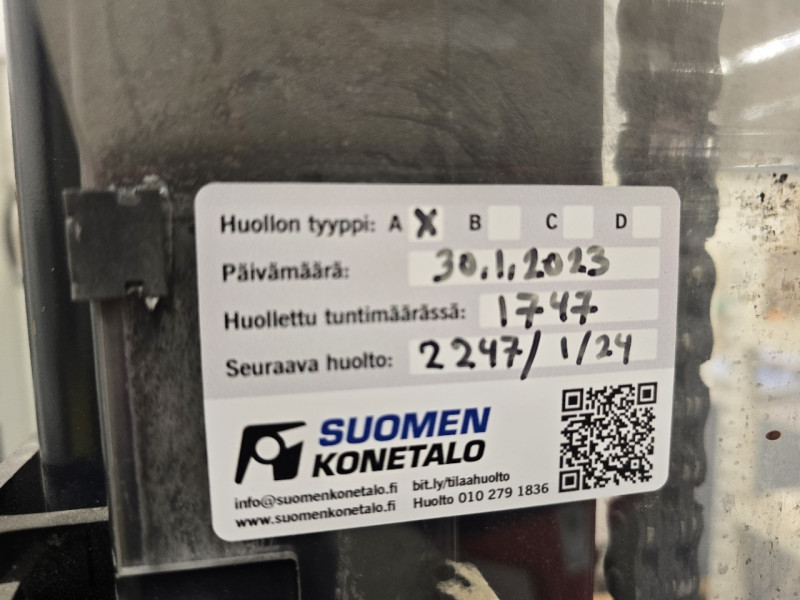 Huollon tyyppi: A X B C D
Päivämäärä: 30.1.2023
Huollettu tuntimäärässä: 1747
Seuraava huolto: 2247/ 1/24
SUOMEN
KONETALO
info@suomenkonetalo.fi bit.ly/tilaahuolto
www.suomenkonetalo.fi Huolto 010 279 1836